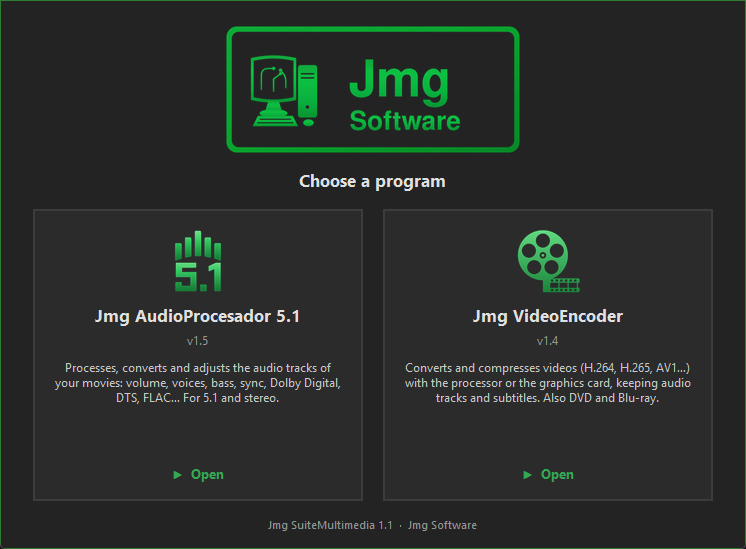 Jmg
Software
Choose a program
5.1
Jmg AudioProcesador 5.1
v1.5
Processes, converts and adjusts the audio tracks of
your movies: volume, voices, bass, sync, Dolby Digital,
DTS, FLAC... For 5.1 and stereo.
► Open
Jmg VideoEncoder
v1.4
Converts and compresses videos (H.264, H.265, AV1...)
with the processor or the graphics card, keeping audio
tracks and subtitles. Also DVD and Blu-ray.
► Open
Jmg SuiteMultimedia 1.1 · Jmg Software